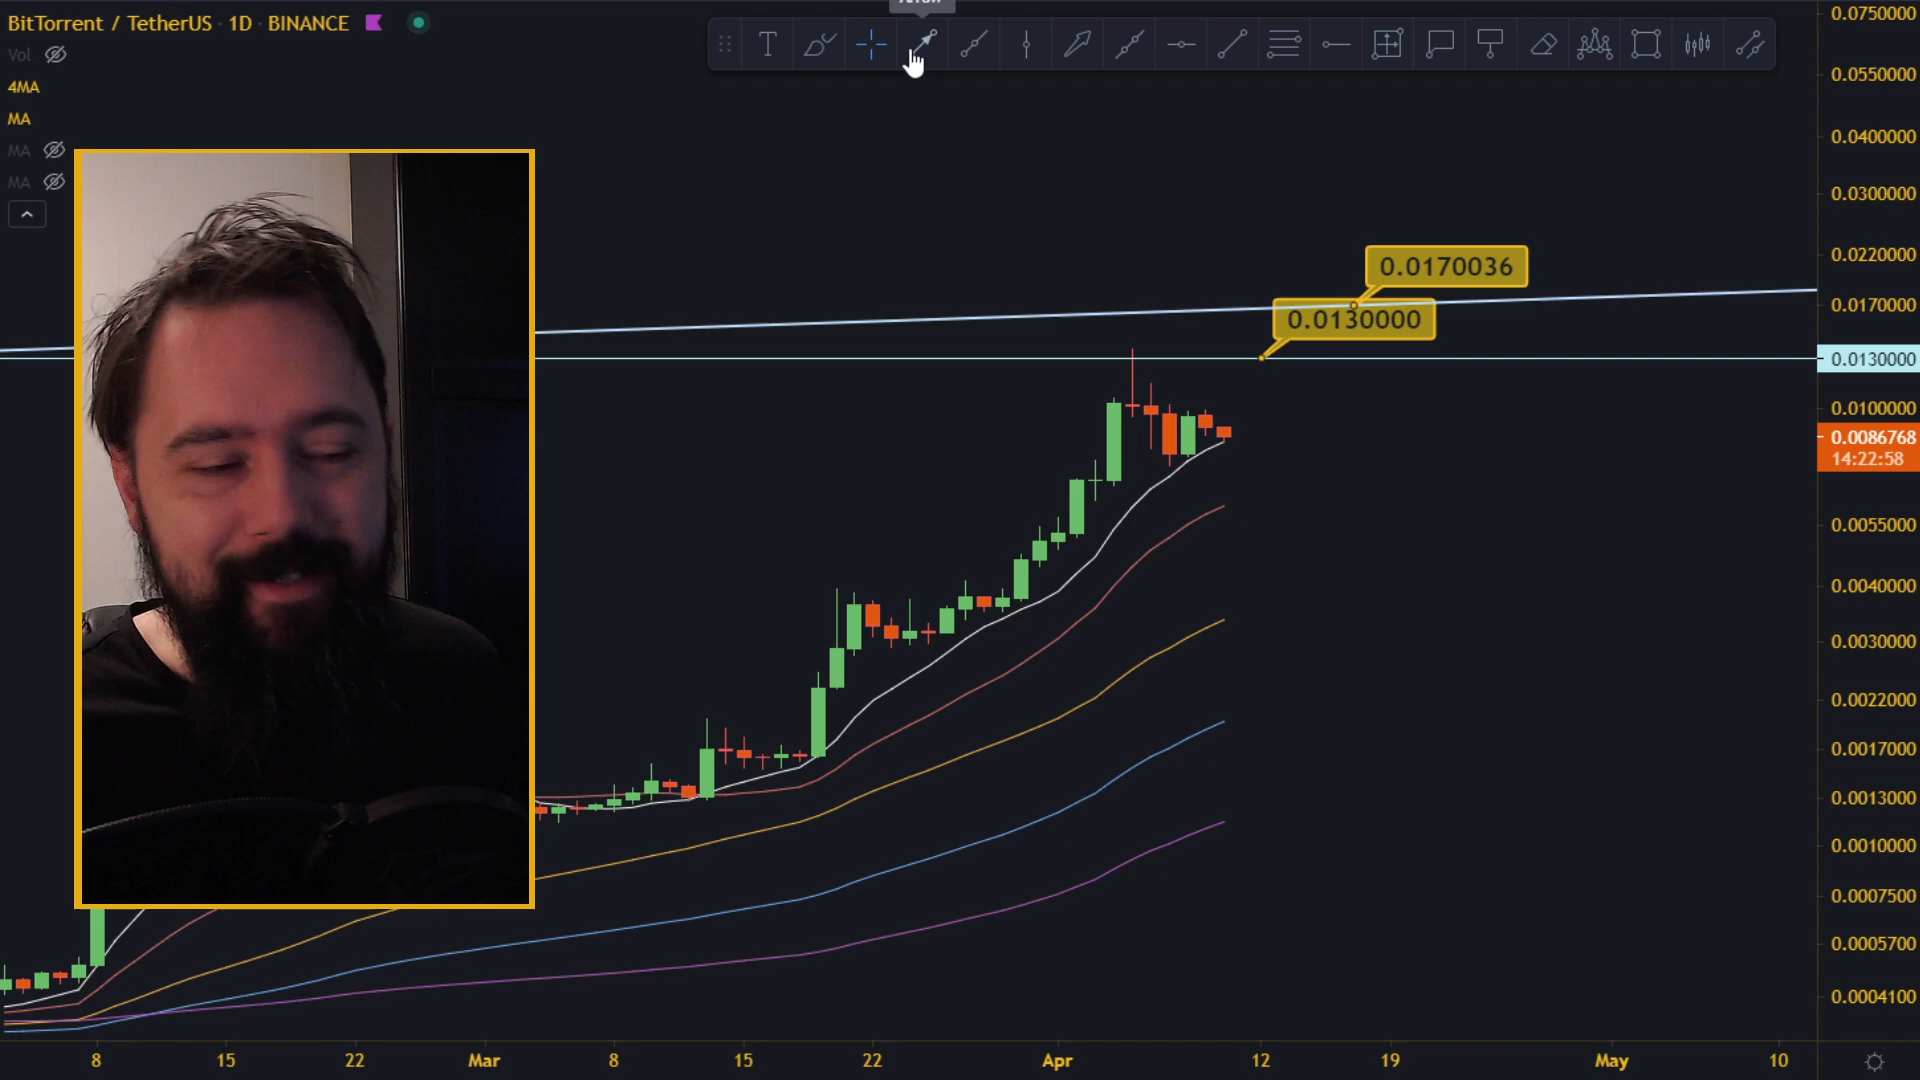 BitTorrent / TetherUS · 1D · BINANCE
Vol
4MA
MA
MA
MA
T
0.0170036
0.0130000
0.0750000
0.0550000
0.0400000
0.0300000
0.0220000
0.0170000
0.0130000
0.0100000
0.0086768
14:22:58
0.0055000
0.0040000
0.0030000
0.0022000
0.0017000
0.0013000
0.0010000
0.0007500
0.0005700
0.0004100
8 15 22 Mar 8 15 22 Apr 12 19 May 10